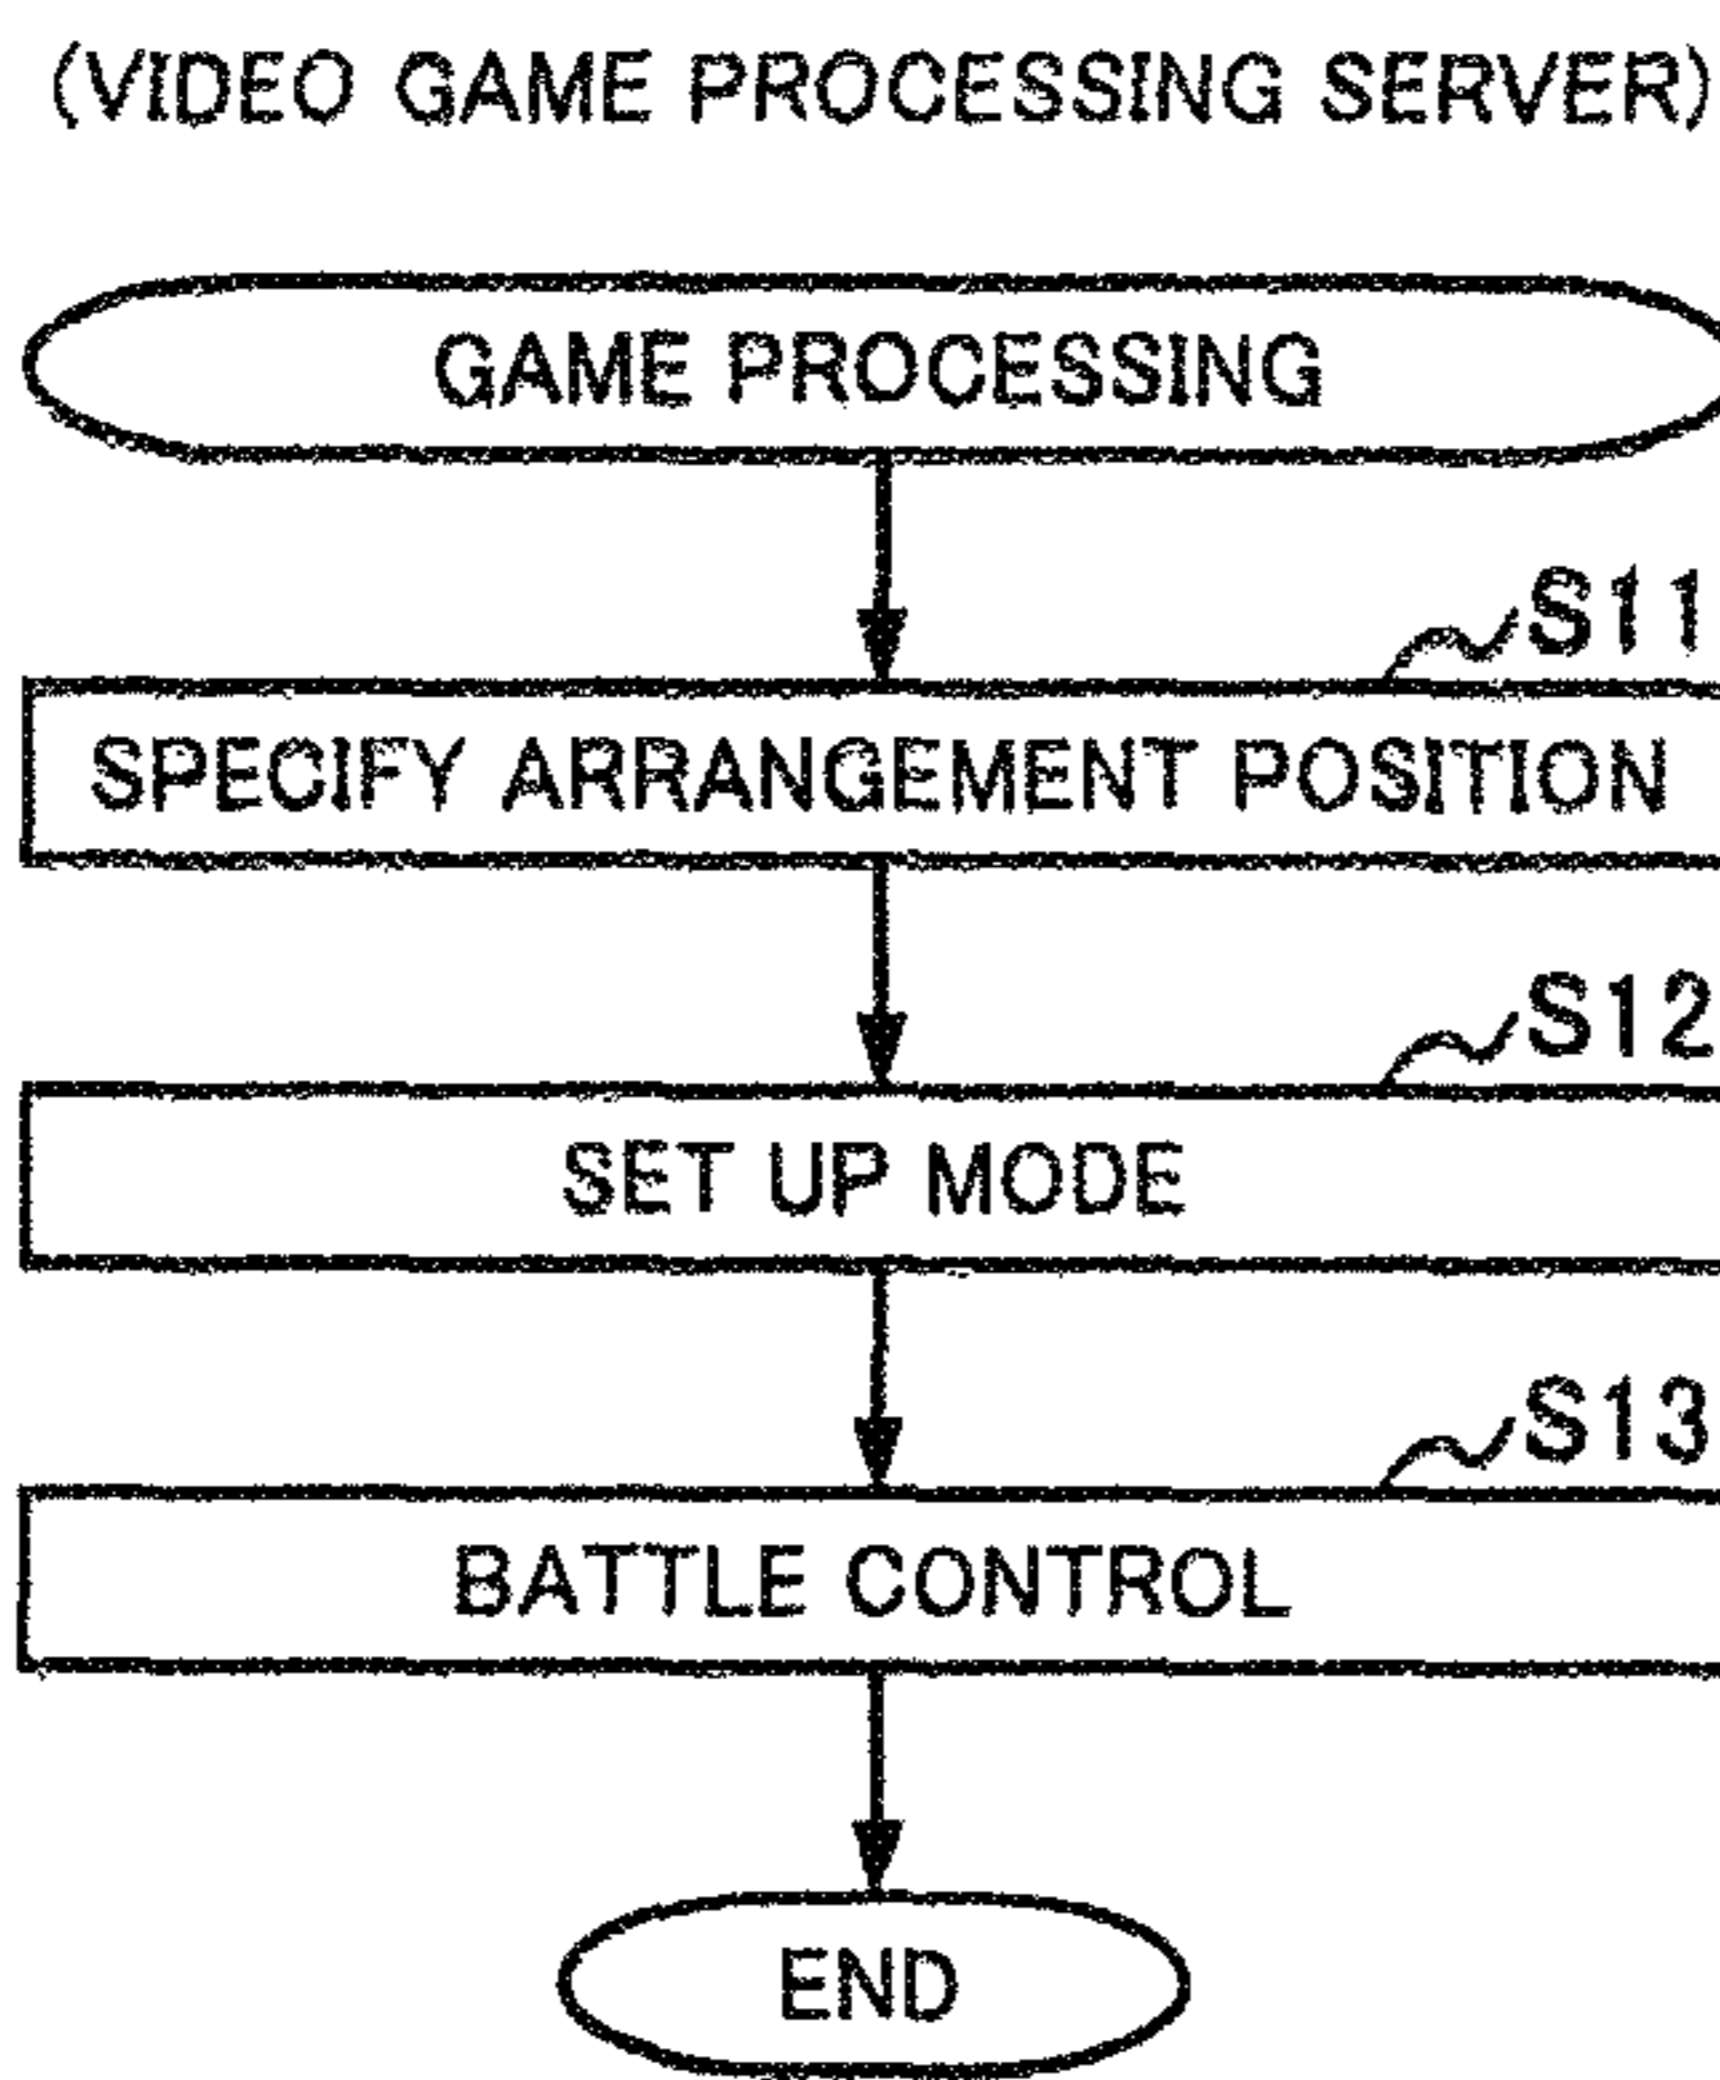 (VIDEO GAME PROCESSING SERVER)
GAME PROCESSING
S11
SPECIFY ARRANGEMENT POSITION
S12
SET UP MODE
S13
BATTLE CONTROL
END